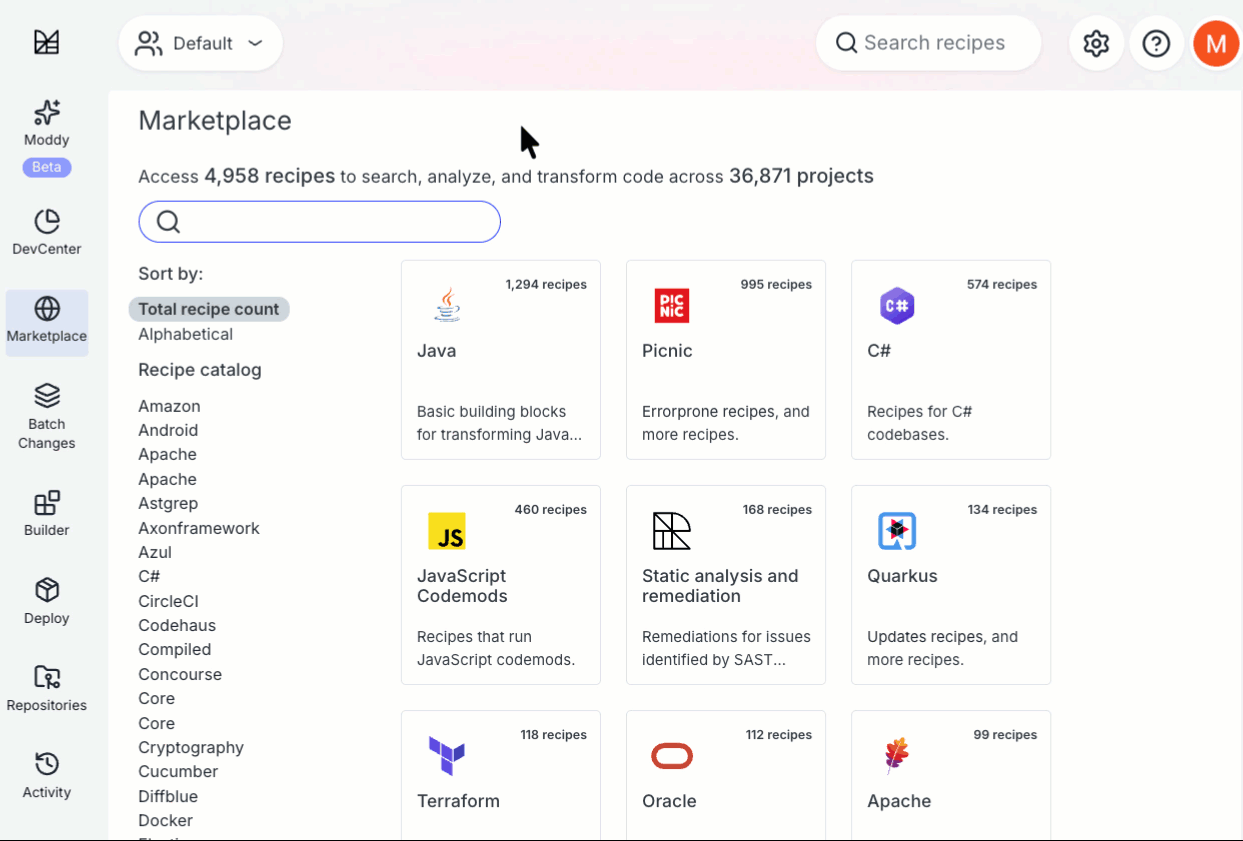 Default
Search recipes
M
Moddy
Beta
DevCenter
Marketplace
Batch
Changes
Builder
Deploy
Repositories
Activity
Marketplace
Access 4,958 recipes to search, analyze, and transform code across 36,871 projects
Sort by:
Total recipe count
Alphabetical
Recipe catalog
Amazon
Android
Apache
Apache
Astgrep
Axonframework
Azul
C#
CircleCI
Codehaus
Compiled
Concourse
Core
Core
Cryptography
Cucumber
Diffblue
Docker
1,294 recipes
Java
Basic building blocks
for transforming Java...
995 recipes
PIC
NIC
Picnic
Errorprone recipes, and
more recipes.
574 recipes
C#
C#
Recipes for C#
codebases.
460 recipes
JS
JavaScript
Codemods
Recipes that run
JavaScript codemods.
168 recipes
Static analysis and
remediation
Remediations for issues
identified by SAST...
134 recipes
Quarkus
Updates recipes, and
more recipes.
118 recipes
Terraform
112 recipes
Oracle
99 recipes
Apache